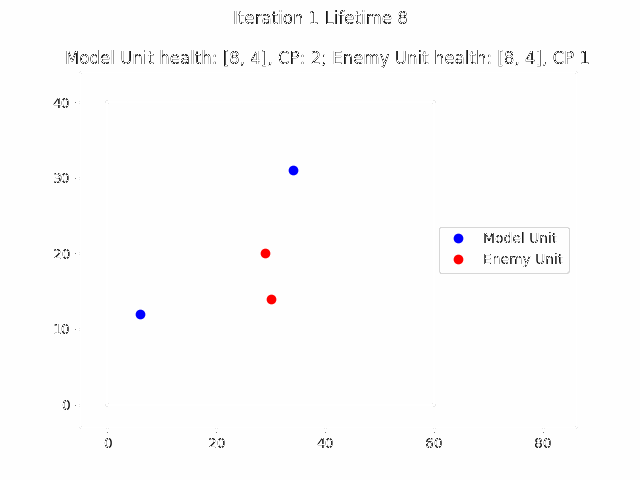 Iteration 1 Lifetime 8
Model Unit health: [8, 4], CP: 2; Enemy Unit health: [8, 4], CP 1
40
30
20
10
0
Model Unit
Enemy Unit
0 20 40 60 80